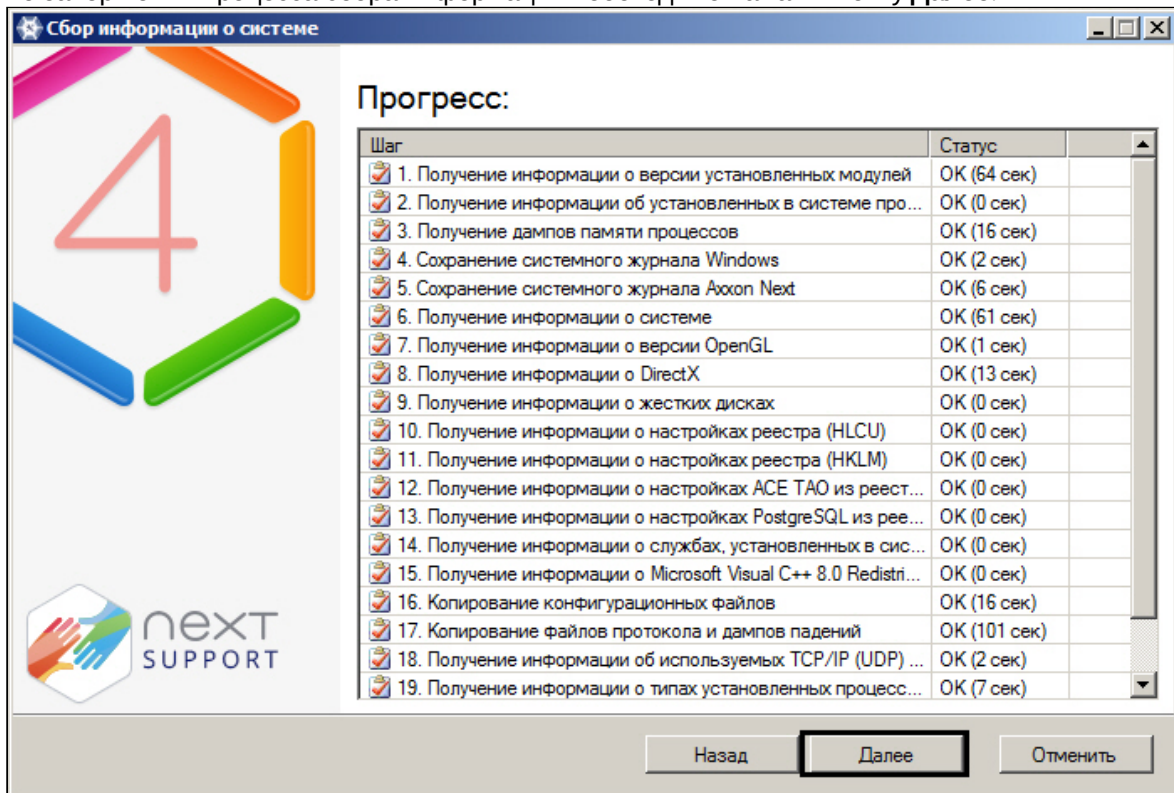 Сбор информации о системе
4
Прогресс:
Шаг Статус
1. Получение информации о версии установленных модулей OK (64 сек)
2. Получение информации об установленных в системе про... OK (0 сек)
3. Получение дампов памяти процессов OK (16 сек)
4. Сохранение системного журнала Windows OK (2 сек)
5. Сохранение системного журнала Axxon Next OK (6 сек)
6. Получение информации о системе OK (61 сек)
7. Получение информации о версии OpenGL OK (1 сек)
8. Получение информации о DirectX OK (13 сек)
9. Получение информации о жестких дисках OK (0 сек)
10. Получение информации о настройках реестра (HLCU) OK (0 сек)
11. Получение информации о настройках реестра (HKLM) OK (0 сек)
12. Получение информации о настройках ACE TAO из реест... OK (0 сек)
13. Получение информации о настройках PostgreSQL из рее... OK (0 сек)
14. Получение информации о службах, установленных в сис... OK (0 сек)
15. Получение информации о Microsoft Visual C++ 8.0 Redistri... OK (0 сек)
16. Копирование конфигурационных файлов OK (16 сек)
17. Копирование файлов протокола и дампов падений OK (101 сек)
18. Получение информации об используемых TCP/IP (UDP) ... OK (2 сек)
19. Получение информации о типах установленных процесс... OK (7 сек)
next
SUPPORT
Назад Далее Отменить